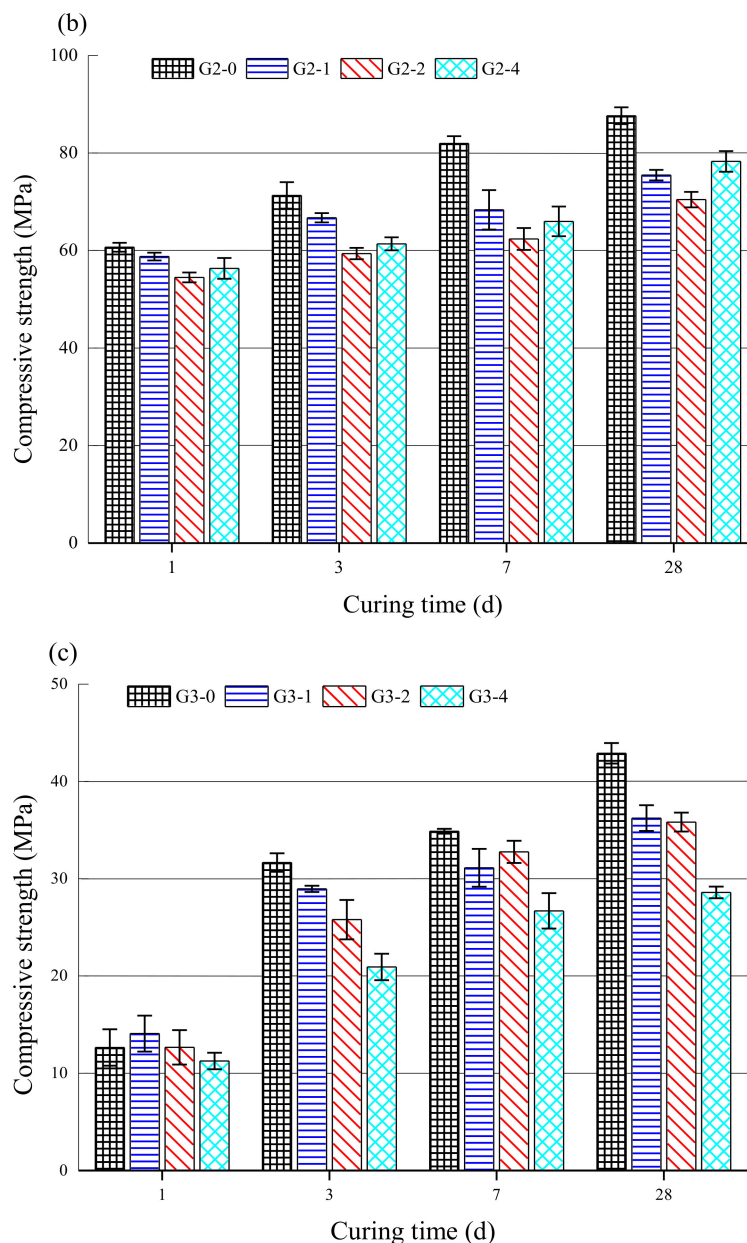 (b)
100
G2-0 G2-1 G2-2 G2-4
80
60
40
20
0
Compressive strength (MPa)
1 3 7 28
Curing time (d)
(c)
50
G3-0 G3-1 G3-2 G3-4
40
30
20
10
0
Compressive strength (MPa)
1 3 7 28
Curing time (d)